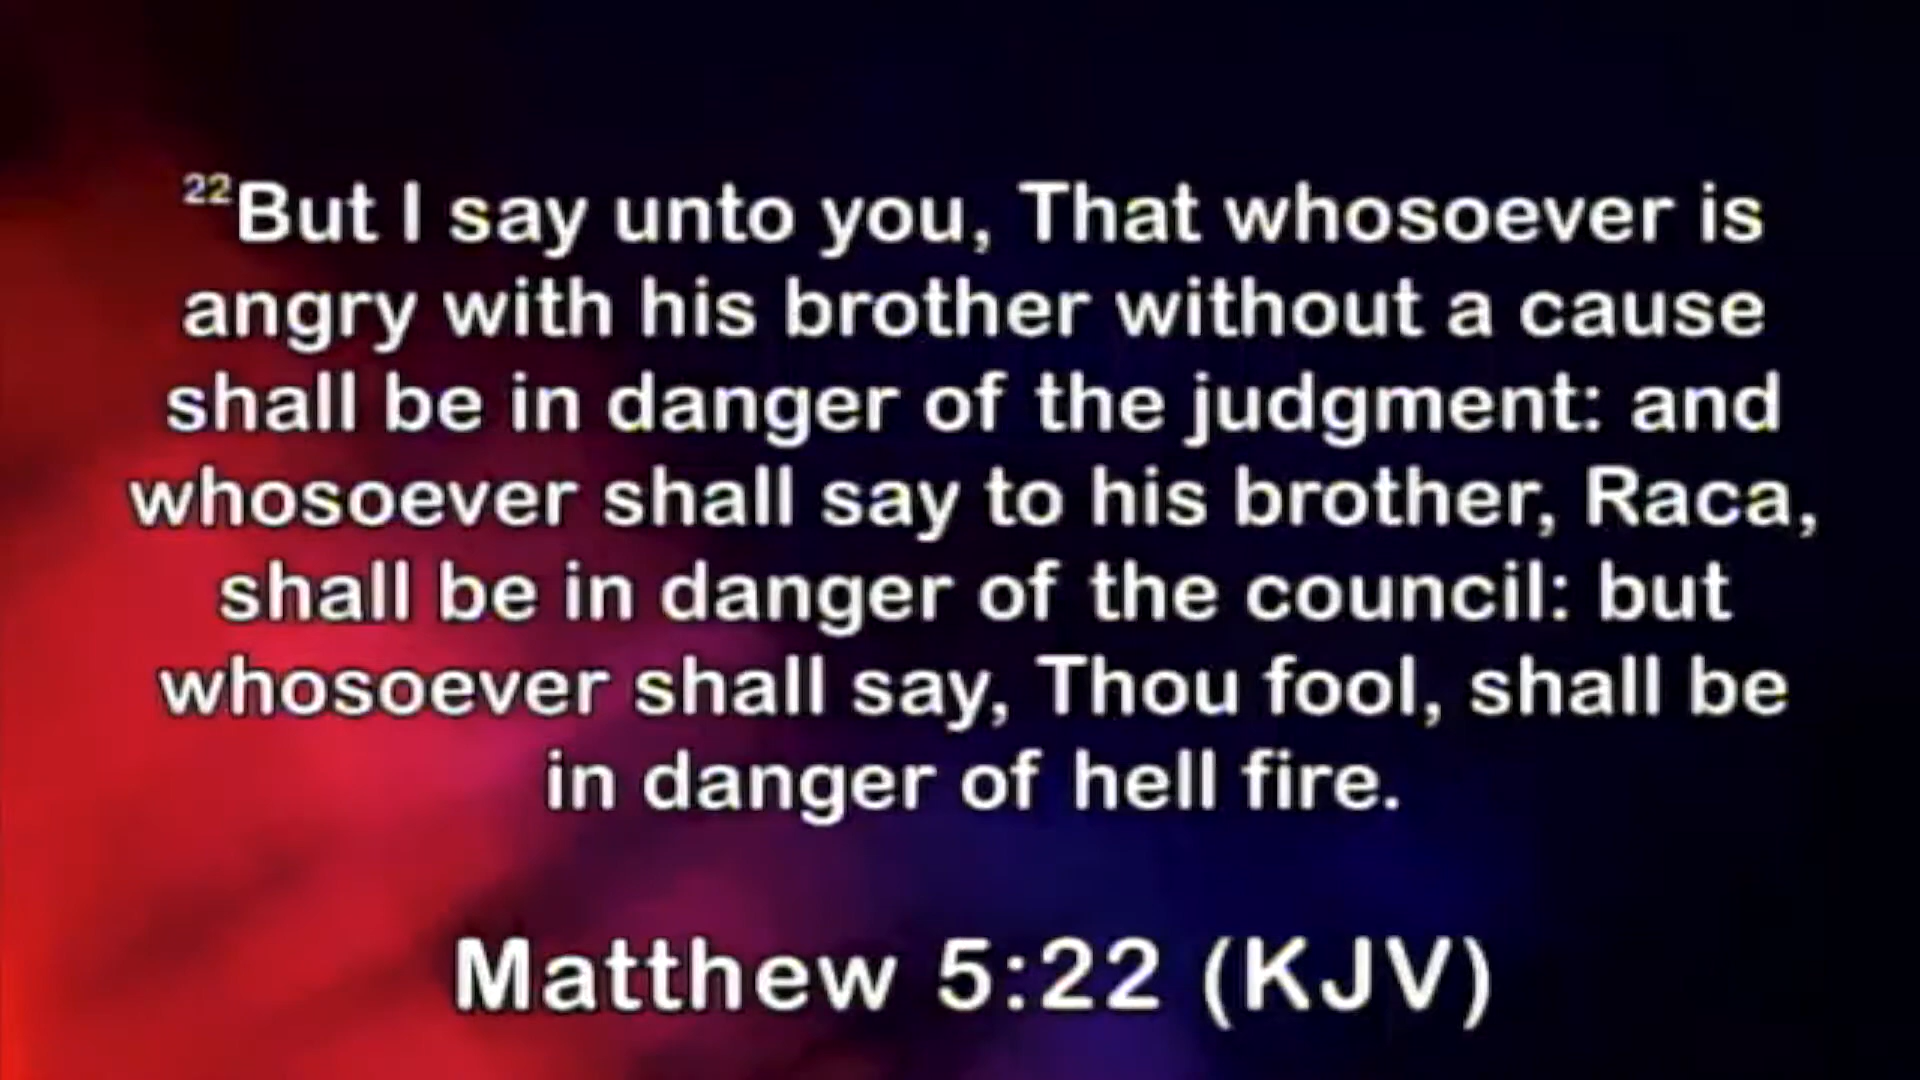 22But I say unto you, That whosoever is
angry with his brother without a cause
shall be in danger of the judgment: and
whosoever shall say to his brother, Raca,
shall be in danger of the council: but
whosoever shall say, Thou fool, shall be
in danger of hell fire.
Matthew 5:22 (KJV)